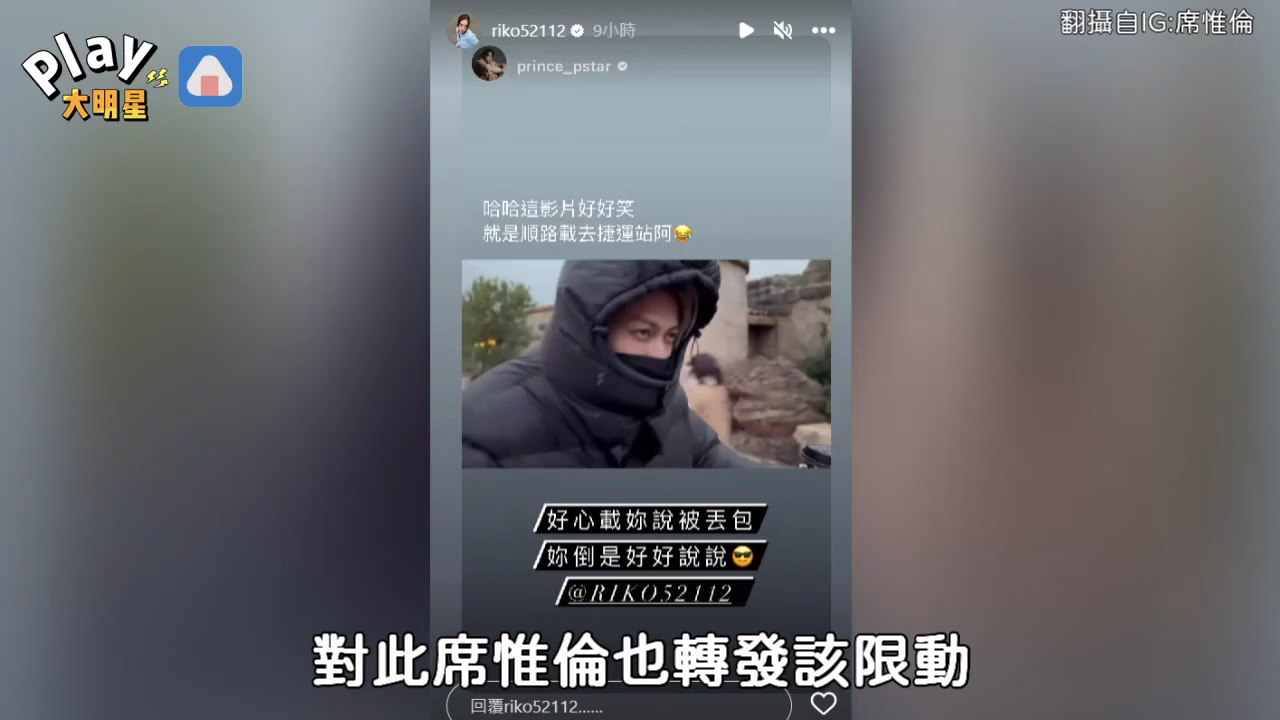 Play
大明星
翻攝自IG:席惟倫
riko52112 9小時
prince_pstar
哈哈這影片好好笑
就是順路載去捷運站阿😂
好心載妳說被丟包
妳倒是好好說說😎
@RIKO52112
對此席惟倫也轉發該限動
回覆riko52112......